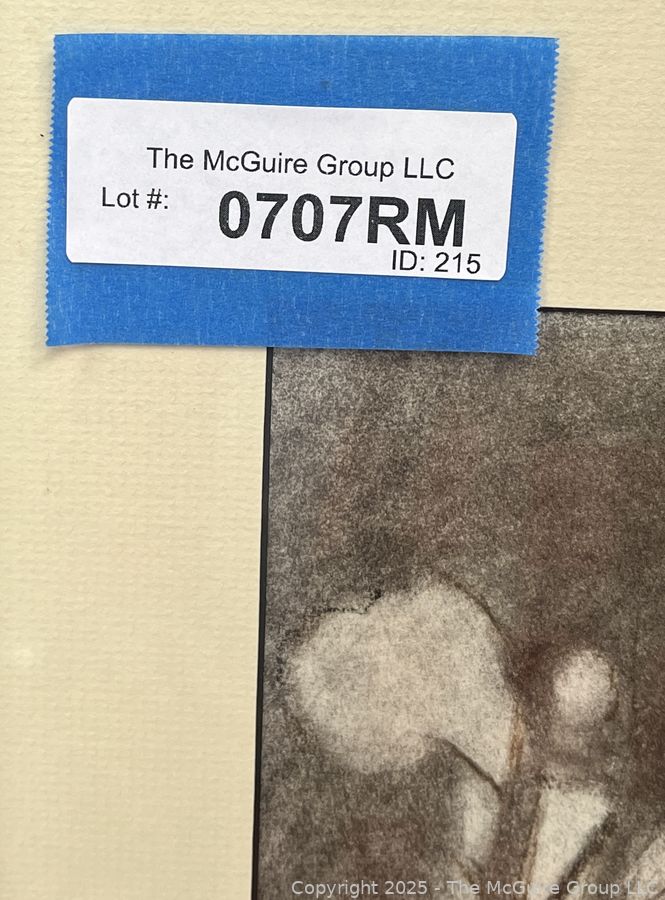 The McGuire Group LLC
Lot #: 0707RM
ID: 215
Copyright 2025 - The McGuire Group LLC